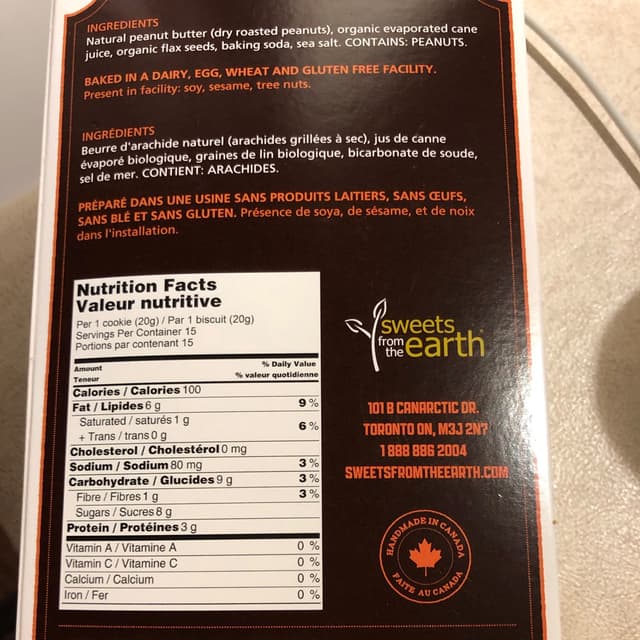 INGREDIENTS
Natural peanut butter (dry roasted peanuts), organic evaporated cane
juice, organic flax seeds, baking soda, sea salt. CONTAINS: PEANUTS.
BAKED IN A DAIRY, EGG, WHEAT AND GLUTEN FREE FACILITY.
Present in facility: soy, sesame, tree nuts.
INGRÉDIENTS
Beurre d'arachide naturel (arachides grillées à sec), jus de canne
évaporé biologique, graines de lin biologique, bicarbonate de soude,
sel de mer. CONTIENT: ARACHIDES.
PRÉPARÉ DANS UNE USINE SANS PRODUITS LAITIERS, SANS ŒUFS,
SANS BLÉ ET SANS GLUTEN. Présence de soya, de sésame, et de noix
dans l'installation.
Nutrition Facts
Valeur nutritive
Per 1 cookie (20g) / Par 1 biscuit (20g)
Servings Per Container 15
Portions par contenant 15
Amount % Daily Value
Teneur % valeur quotidienne
Calories / Calories 100
Fat / Lipides 6 g 9 %
Saturated / saturés 1 g 6 %
+ Trans / trans 0 g
Cholesterol / Cholestérol 0 mg
Sodium / Sodium 80 mg 3 %
Carbohydrate / Glucides 9 g 3 %
Fibre / Fibres 1 g 3 %
Sugars / Sucres 8 g
Protein / Protéines 3 g
Vitamin A / Vitamine A 0 %
Vitamin C / Vitamine C 0 %
Calcium / Calcium 0 %
Iron / Fer 0 %
sweets
from
the earth
101 B CANARCTIC DR.
TORONTO ON, M3J 2N7
1 888 886 2004
SWEETSFROMTHEEARTH.COM
HANDMADE IN CANADA
FAITE AU CANADA